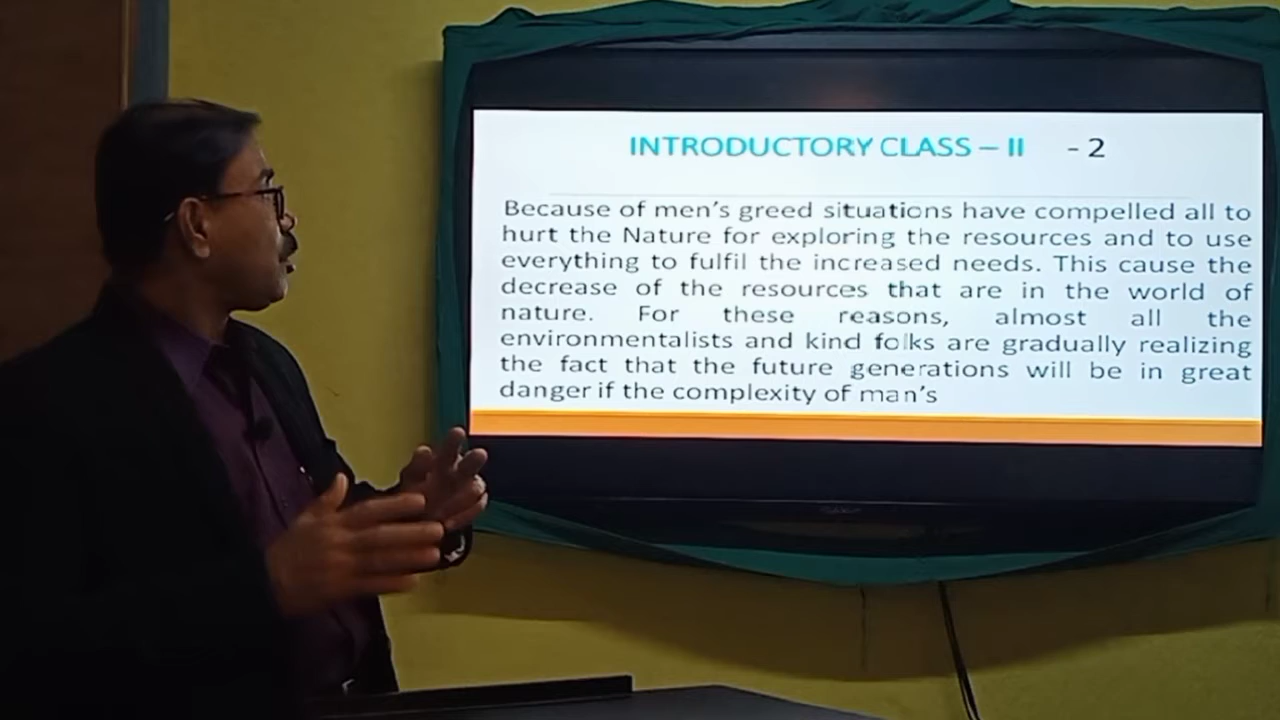 INTRODUCTORY CLASS – II - 2
Because of men's greed situations have compelled all to
hurt the Nature for exploring the resources and to use
everything to fulfil the increased needs. This cause the
decrease of the resources that are in the world of
nature. For these reasons, almost all the
environmentalists and kind folks are gradually realizing
the fact that the future generations will be in great
danger if the complexity of man's